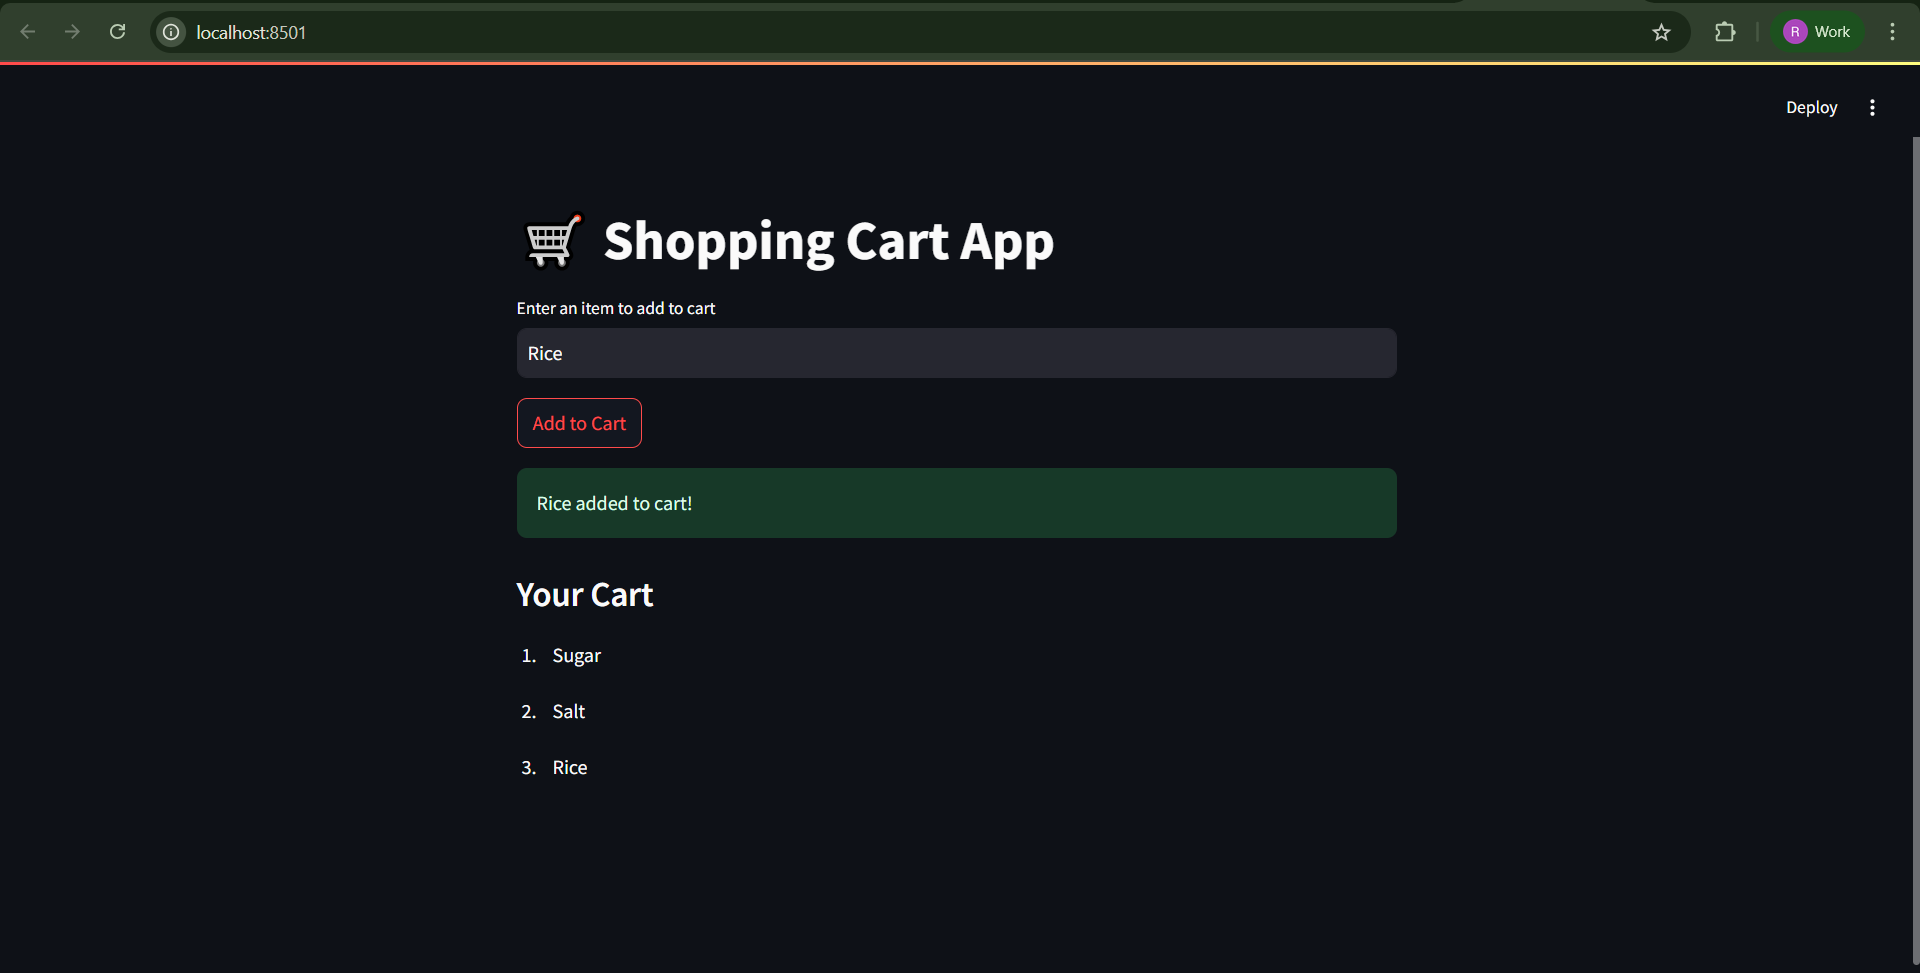 localhost:8501
R Work
Deploy
Shopping Cart App
Enter an item to add to cart
Rice
Add to Cart
Rice added to cart!
Your Cart
1. Sugar
2. Salt
3. Rice